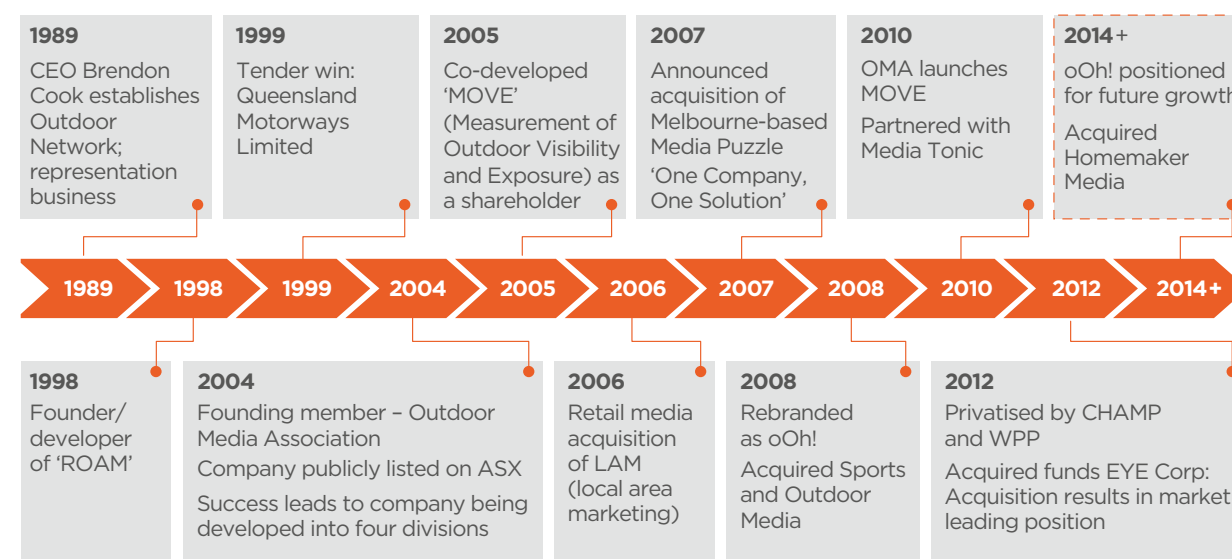 1989
CEO Brendon
Cook establishes
Outdoor
Network;
representation
business
1999
Tender win:
Queensland
Motorways
Limited
2005
Co-developed
‘MOVE’
(Measurement of
Outdoor Visibility
and Exposure) as
a shareholder
2007
Announced
acquisition of
Melbourne-based
Media Puzzle
‘One Company,
One Solution’
2010
OMA launches
MOVE
Partnered with
Media Tonic
2014+
oOh! positioned
for future growth
Acquired
Homemaker
Media
1989 1998 1999 2004 2005 2006 2007 2008 2010 2012 2014+
1998
Founder/
developer
of ‘ROAM’
2004
Founding member – Outdoor
Media Association
Company publicly listed on ASX
Success leads to company being
developed into four divisions
2006
Retail media
acquisition
of LAM
(local area
marketing)
2008
Rebranded
as oOh!
Acquired Sports
and Outdoor
Media
2012
Privatised by CHAMP
and WPP
Acquired funds EYE Corp:
Acquisition results in market
leading position